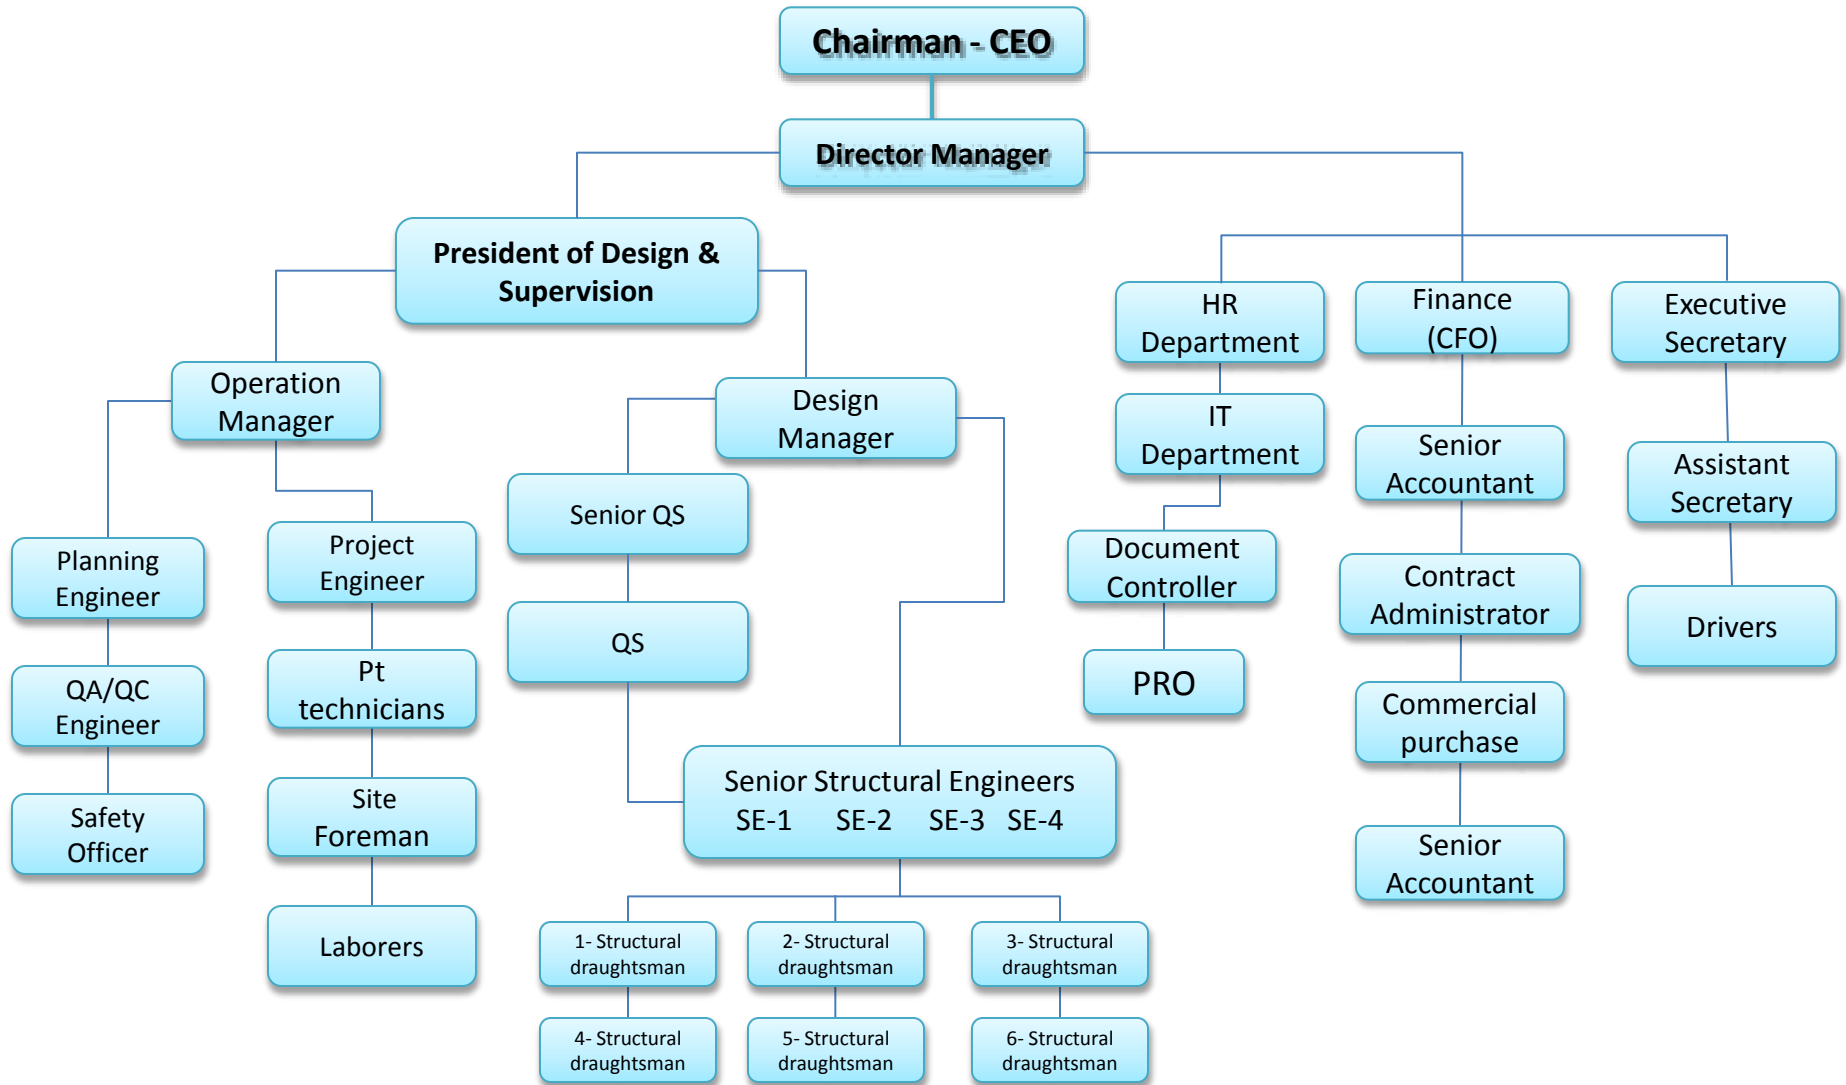 Chairman - CEO
Director Manager
President of Design &
Supervision
HR
Department
Finance
(CFO)
Executive
Secretary
Operation
Manager
Design
Manager
IT
Department
Senior
Accountant
Assistant
Secretary
Senior QS
Planning
Engineer
Project
Engineer
Document
Controller
Contract
Administrator
Drivers
QS
QA/QC
Engineer
Pt
technicians
PRO
Commercial
purchase
Safety
Officer
Site
Foreman
Senior Structural Engineers
SE-1 SE-2 SE-3 SE-4
Senior
Accountant
Laborers
1- Structural
draughtsman
2- Structural
draughtsman
3- Structural
draughtsman
4- Structural
draughtsman
5- Structural
draughtsman
6- Structural
draughtsman